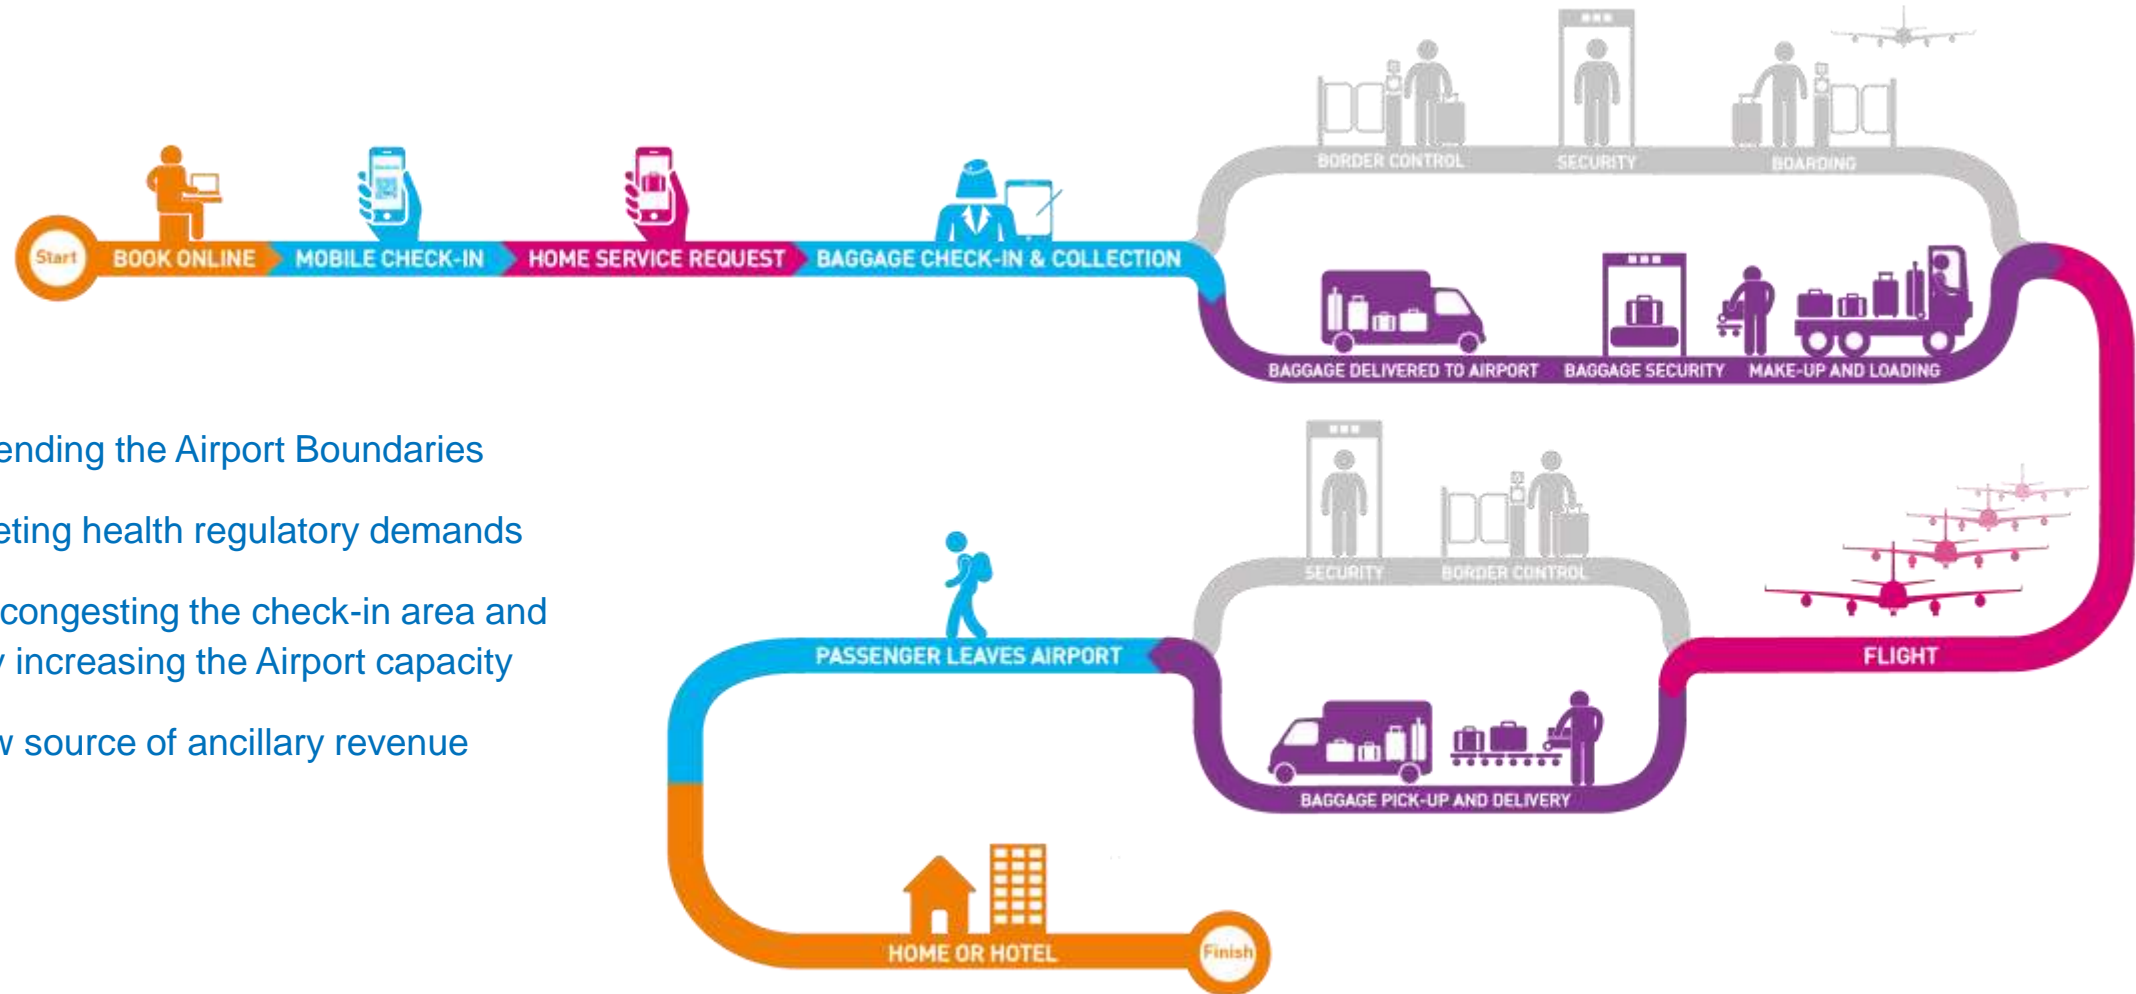 BORDER CONTROL SECURITY BOARDING
Start BOOK ONLINE MOBILE CHECK-IN HOME SERVICE REQUEST BAGGAGE CHECK-IN & COLLECTION
BAGGAGE DELIVERED TO AIRPORT BAGGAGE SECURITY MAKE-UP AND LOADING
ending the Airport Boundaries
eting health regulatory demands
congesting the check-in area and
increasing the Airport capacity
source of ancillary revenue
SECURITY BORDER CONTROL
PASSENGER LEAVES AIRPORT
FLIGHT
BAGGAGE PICK-UP AND DELIVERY
HOME OR HOTEL Finish